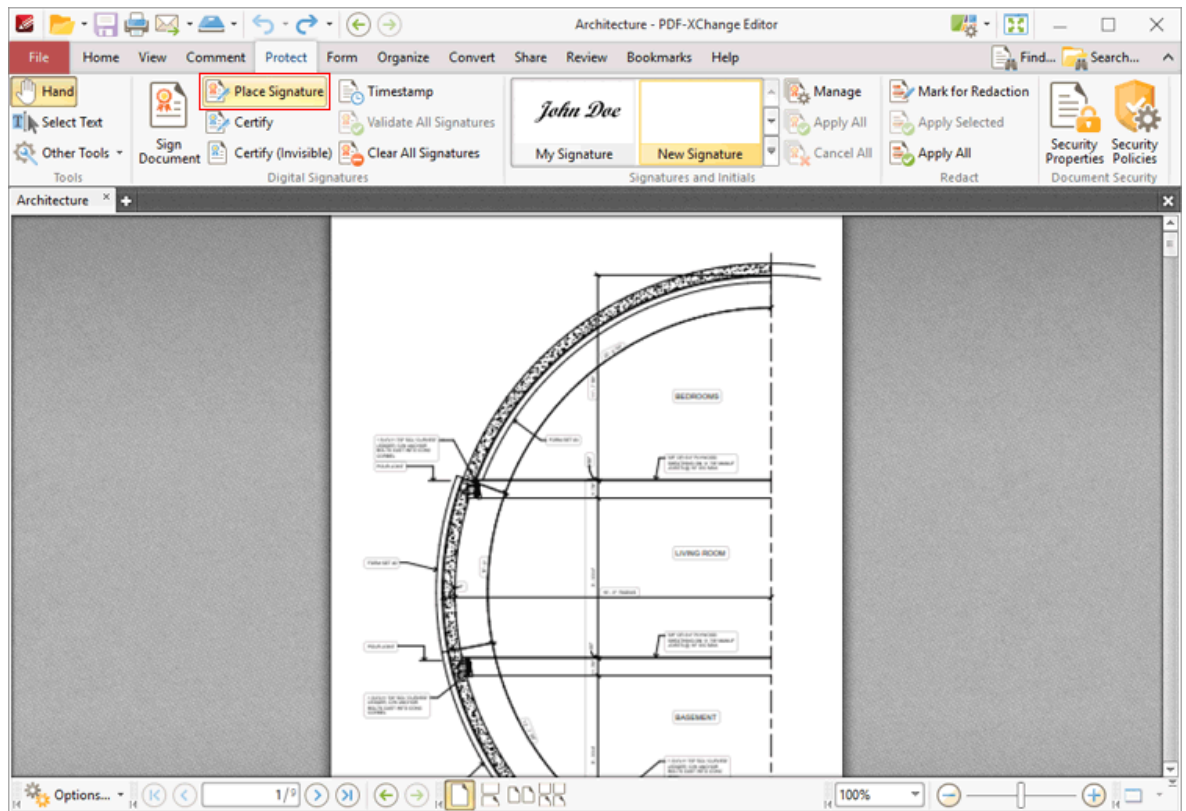 Architecture - PDF-XChange Editor
File Home View Comment Protect Form Organize Convert Share Review Bookmarks Help Find... Search...
Hand
Select Text
Other Tools
Tools
Sign Document
Place Signature
Certify
Certify (Invisible)
Timestamp
Validate All Signatures
Clear All Signatures
Digital Signatures
John Doe
My Signature
New Signature
Manage
Apply All
Cancel All
Signatures and Initials
Mark for Redaction
Apply Selected
Apply All
Redact
Security Properties
Security Policies
Document Security
Architecture
BEDROOMS
LIVING ROOM
BASEMENT
Options...
1/9
100%